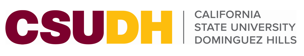 CSUDH
CALIFORNIA
STATE UNIVERSITY
DOMINGUEZ HILLS